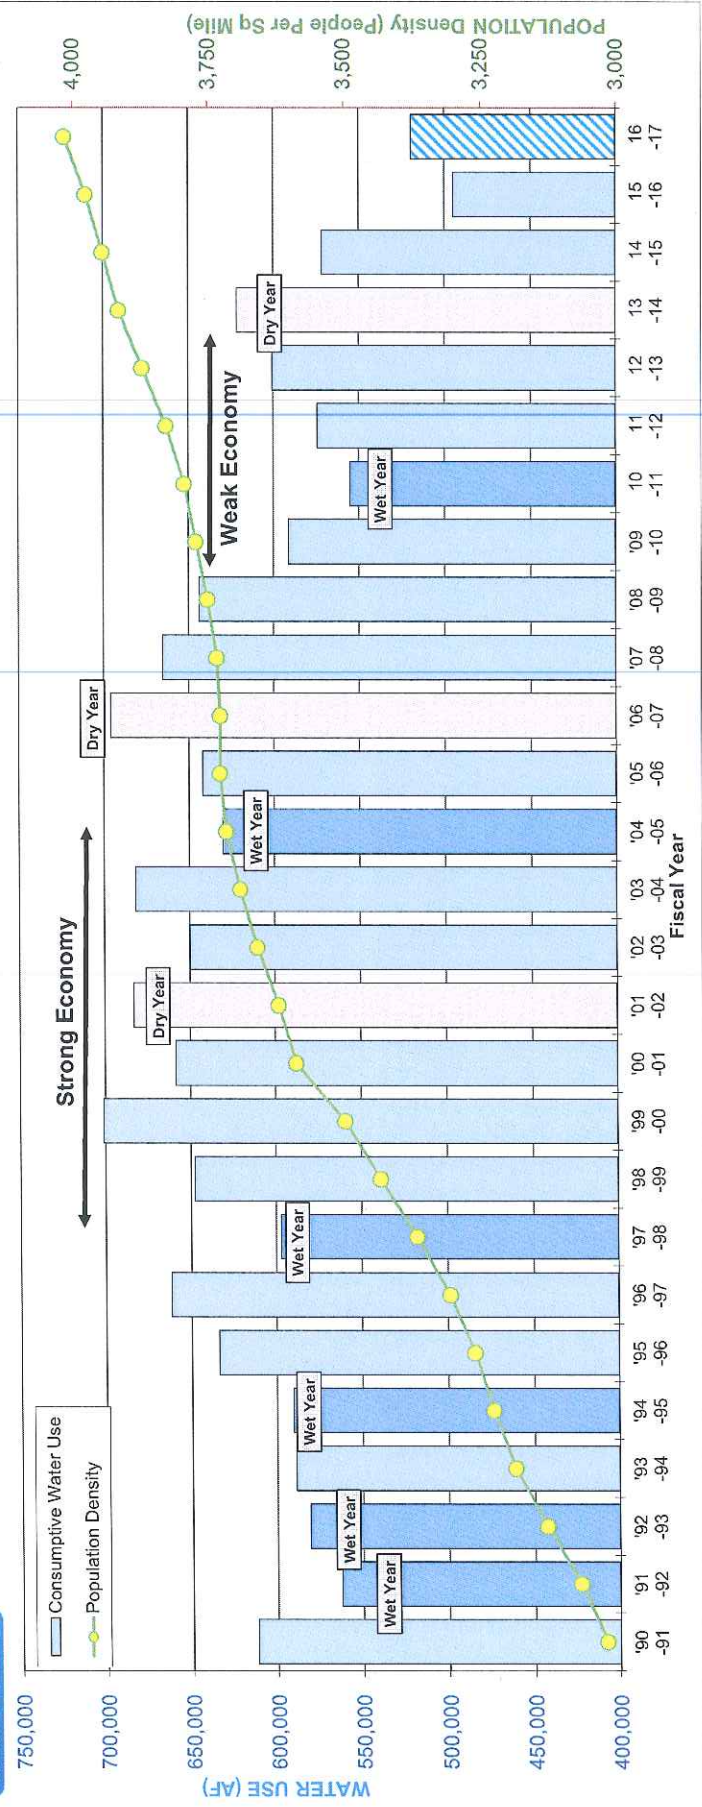 WATER USE (AF)
750,000
700,000
650,000
600,000
550,000
500,000
450,000
400,000
Consumptive Water Use
Population Density
Strong Economy
Weak Economy
Wet Year
Wet Year
Wet Year
Wet Year
Dry Year
Wet Year
Dry Year
Wet Year
Dry Year
'90 -91
'91 -92
'92 -93
'93 -94
'94 -95
'95 -96
'96 -97
'97 -98
'98 -99
'99 -00
'00 -01
'01 -02
'02 -03
'03 -04
'04 -05
'05 -06
'06 -07
'07 -08
'08 -09
'09 -10
10 -11
11 -12
12 -13
13 -14
14 -15
15 -16
16 -17
Fiscal Year
4,000
3,750
3,500
3,250
3,000
POPULATION Density (People Per Sq Mile)